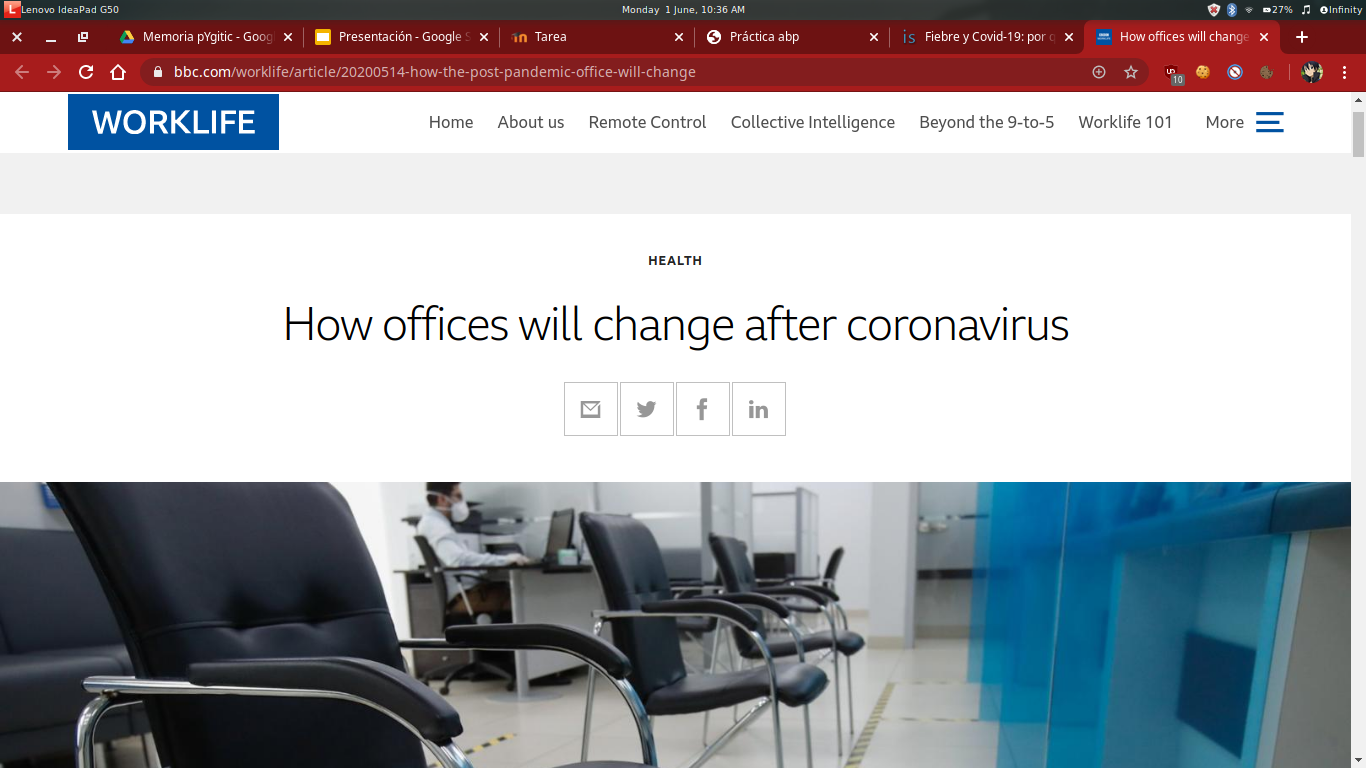 Lenovo IdeaPad G50
Monday 1 June, 10:36 AM
27%
Infinity
Memoria pYgitic - Goog
Presentación - Google S
Tarea
Práctica abp
is
Fiebre y Covid-19: por q
How offices will change
bbc.com/worklife/article/20200514-how-the-post-pandemic-office-will-change
10
WORKLIFE
Home
About us
Remote Control
Collective Intelligence
Beyond the 9-to-5
Worklife 101
More
HEALTH
How offices will change after coronavirus
in